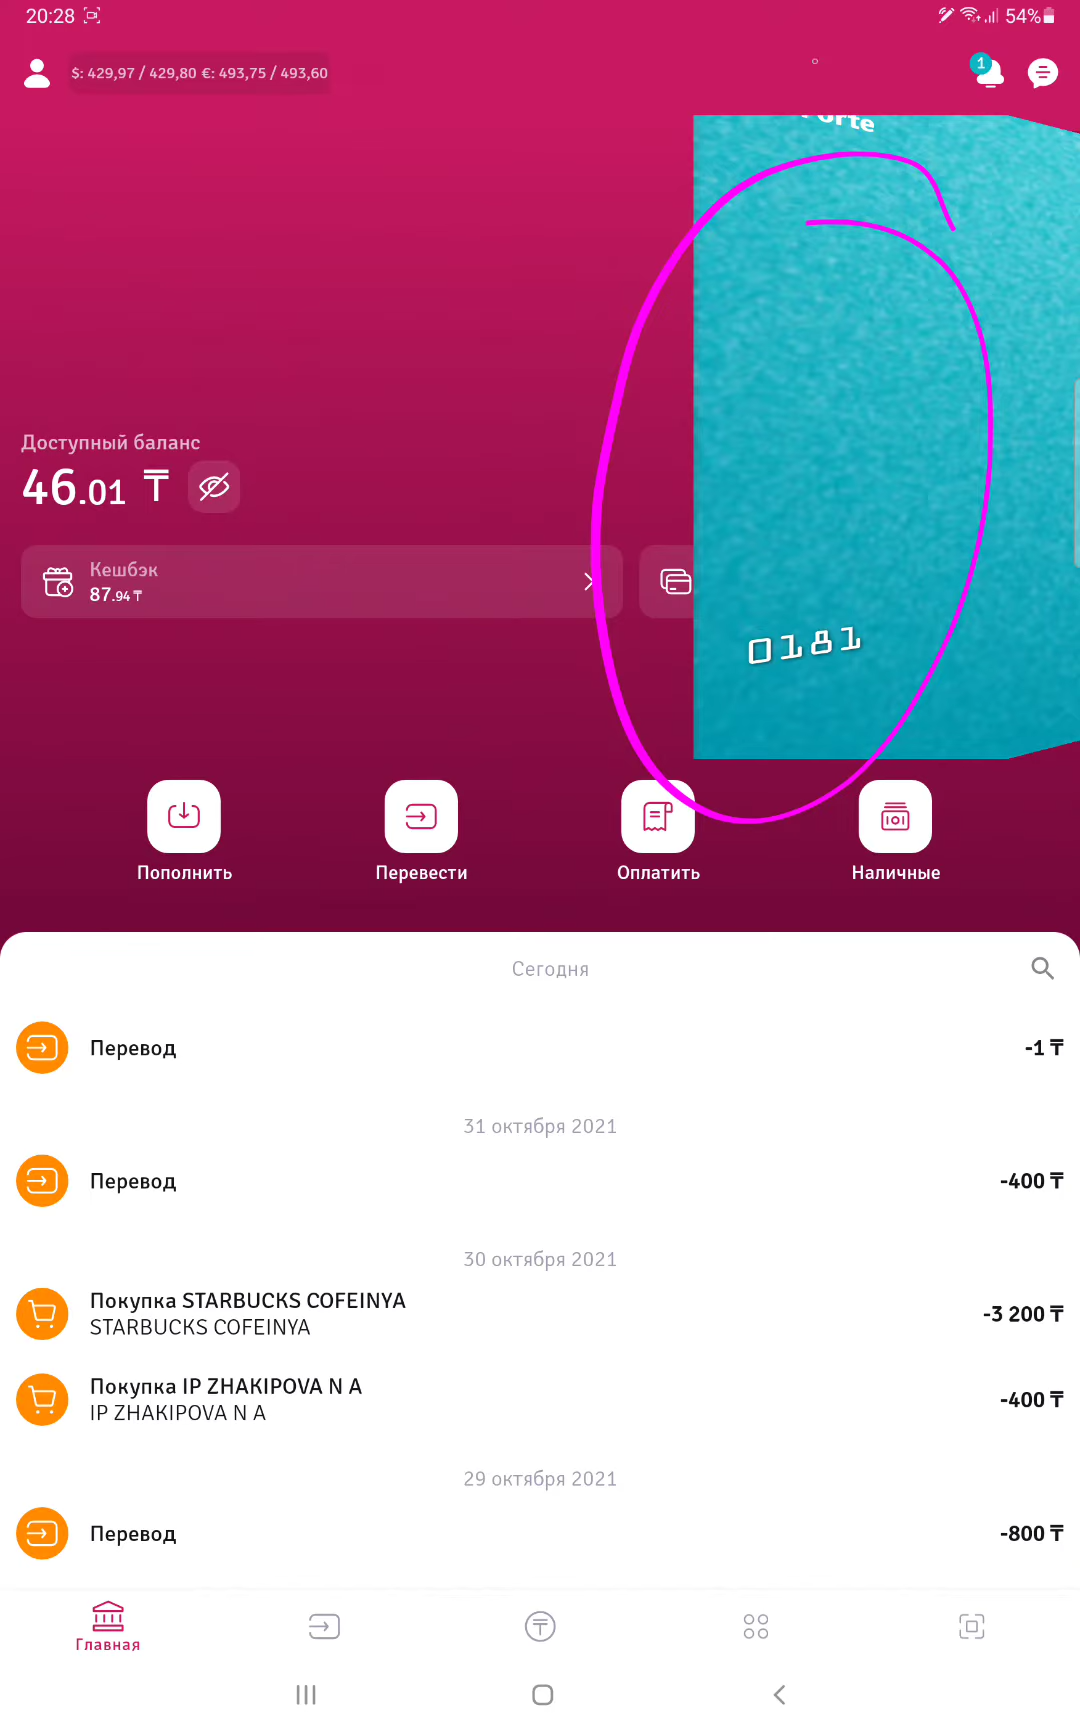 20:28
54%
$: 429,97 / 429,80 €: 493,75 / 493,60
1
Доступный баланс
46.01 ₸
Кешбэк
87.94 ₸
0181
Пополнить
Перевести
Оплатить
Наличные
Сегодня
Перевод
-1 ₸
31 октября 2021
Перевод
-400 ₸
30 октября 2021
Покупка STARBUCKS COFEINYA
STARBUCKS COFEINYA
-3 200 ₸
Покупка IP ZHAKIPOVA N A
IP ZHAKIPOVA N A
-400 ₸
29 октября 2021
Перевод
-800 ₸
Главная